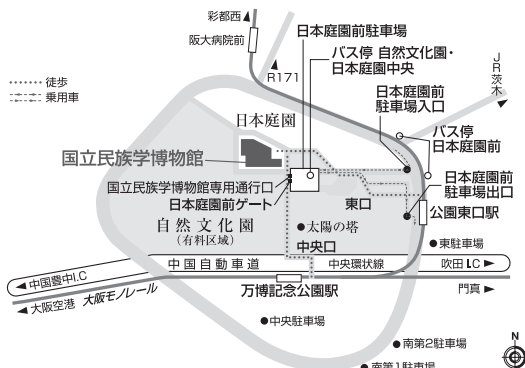 彩都西
阪大病院前
徒歩
乗用車
R171
日本庭園前駐車場
バス停 自然文化園・
日本庭園中央
JR茨木
日本庭園前
駐車場入口
日本庭園
バス停
日本庭園前
国立民族学博物館
国立民族学博物館専用通行口
日本庭園前ゲート
日本庭園前
駐車場出口
東口
公園東口駅
自然文化園
(有料区域)
太陽の塔
中央口
東駐車場
中国自動車道
中央環状線
吹田 I.C
中国豊中I.C
大阪空港 大阪モノレール
万博記念公園駅
門真
中央駐車場
南第2駐車場
南第1駐車場
N